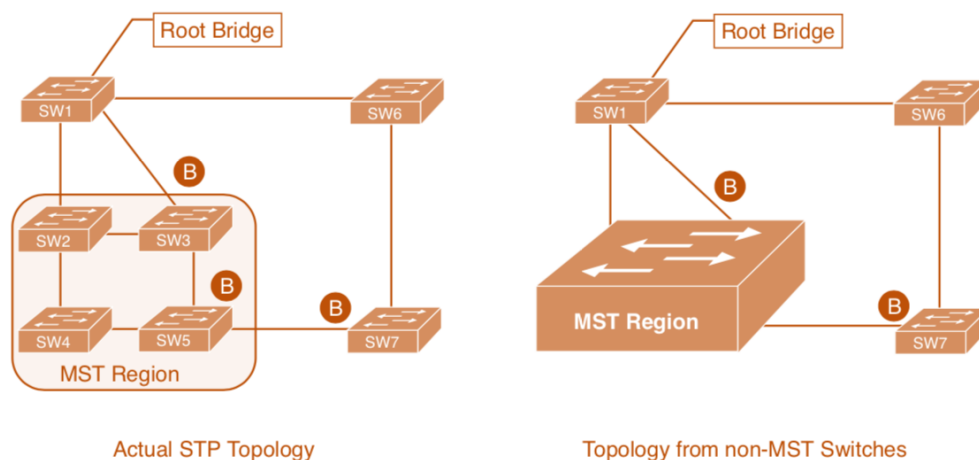 Root Bridge
SW1
SW6
B
SW2
SW3
B
SW4
SW5
B
SW7
MST Region
Actual STP Topology
Root Bridge
SW1
SW6
B
MST Region
B
SW7
Topology from non-MST Switches